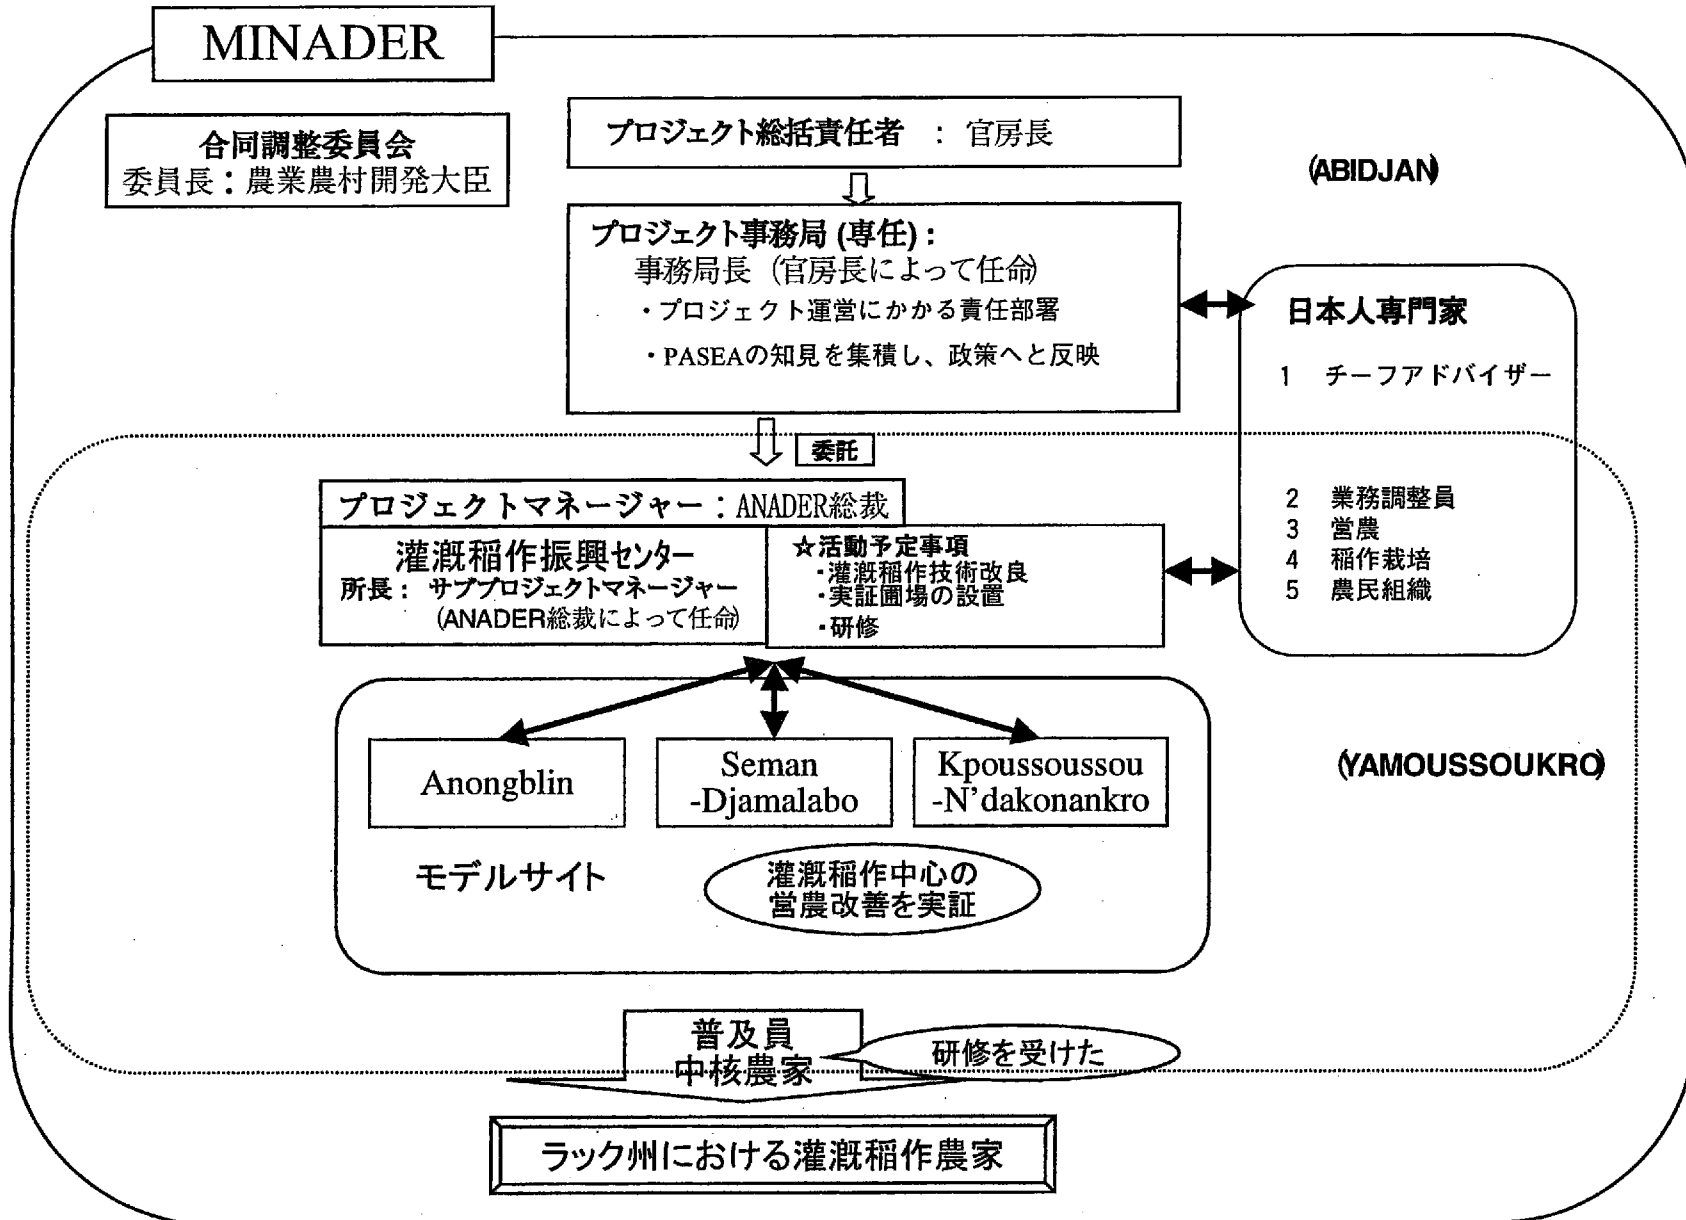 MINADER
合同調整委員会
委員長：農業農村開発大臣
プロジェクト総括責任者 ： 官房長
(ABIDJAN)
プロジェクト事務局 (専任)：
事務局長 （官房長によって任命)
・プロジェクト運営にかかる責任部署
・PASEAの知見を集積し、政策へと反映
日本人専門家
1 チーフアドバイザー
委託
プロジェクトマネージャー：ANADER総裁
灌漑稲作振興センター
所長： サブプロジェクトマネージャー
(ANADER総裁によって任命)
☆活動予定事項
・灌漑稲作技術改良
・実証圃場の設置
・研修
2 業務調整員
3 営農
4 稲作栽培
5 農民組織
Anongblin
Seman
-Djamalabo
Kpoussoussou
-N'dakonankro
(YAMOUSSOUKRO)
モデルサイト
灌漑稲作中心の
営農改善を実証
普及員
中核農家
研修を受けた
ラック州における灌漑稲作農家